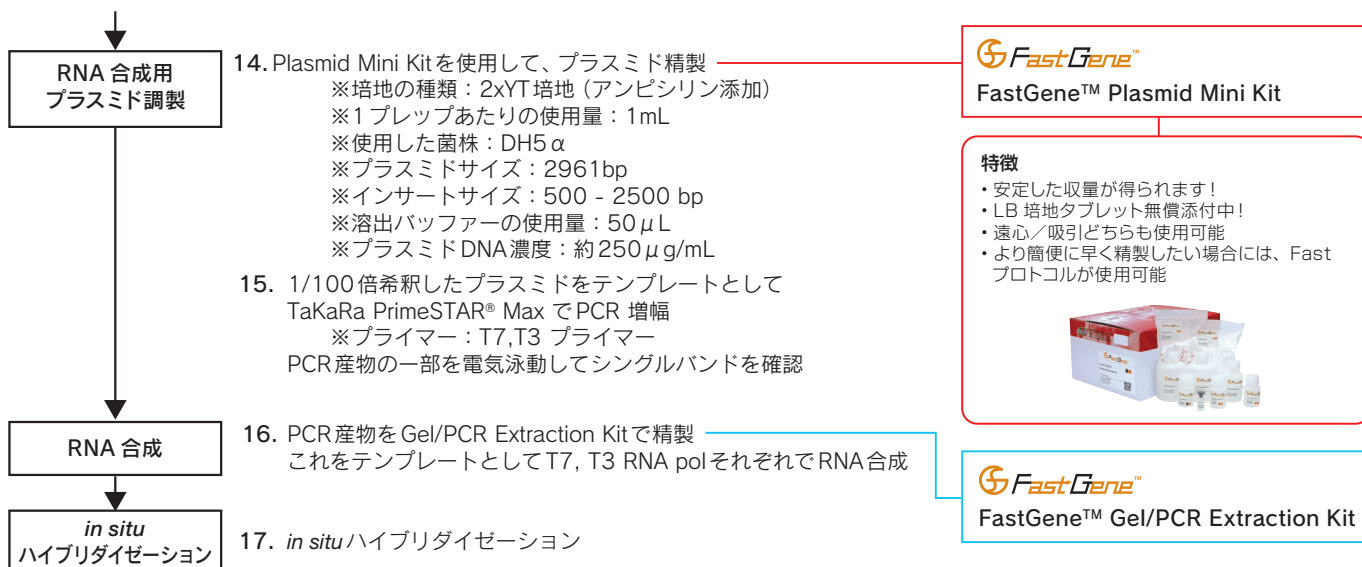 RNA 合成用
プラスミド調製
14. Plasmid Mini Kitを使用して、プラスミド精製
※培地の種類：2xYT培地（アンピシリン添加）
※1プレップあたりの使用量：1mL
※使用した菌株：DH5α
※プラスミドサイズ：2961bp
※インサートサイズ：500 - 2500 bp
※溶出バッファーの使用量：50μL
※プラスミドDNA濃度：約250μg/mL
15. 1/100倍希釈したプラスミドをテンプレートとして
TaKaRa PrimeSTAR® Max でPCR 増幅
※プライマー：T7,T3 プライマー
PCR産物の一部を電気泳動してシングルバンドを確認
RNA 合成
16. PCR産物をGel/PCR Extraction Kitで精製
これをテンプレートとしてT7, T3 RNA polそれぞれでRNA合成
in situ
ハイブリダイゼーション
17. in situハイブリダイゼーション
FastGene™
FastGene™ Plasmid Mini Kit
特徴
・安定した収量が得られます！
・LB 培地タブレット無償添付中！
・遠心／吸引どちらも使用可能
・より簡便に早く精製したい場合には、Fast
プロトコルが使用可能
FastGene™
FastGene™ Gel/PCR Extraction Kit